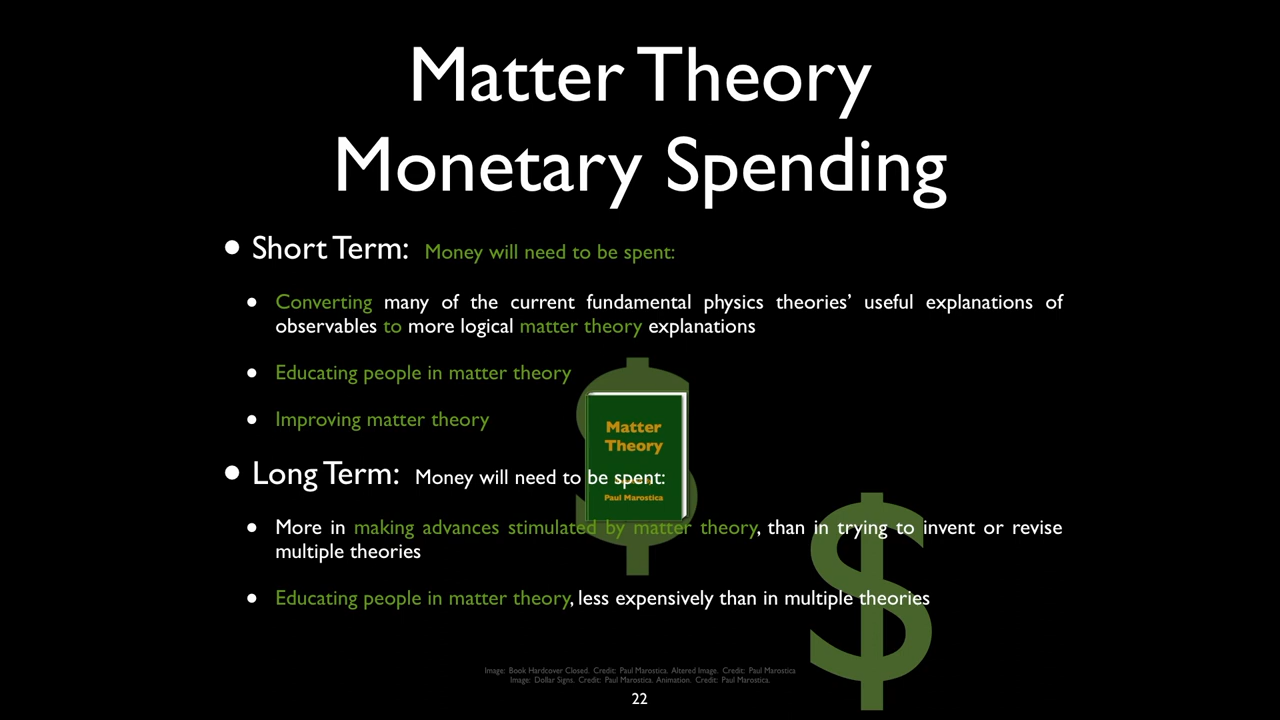 Matter Theory
Monetary Spending
• Short Term: Money will need to be spent:
• Converting many of the current fundamental physics theories’ useful explanations of
observables to more logical matter theory explanations
• Educating people in matter theory
• Improving matter theory
Matter
Theory
• Long Term: Money will need to be spent:
Paul Marostica
• More in making advances stimulated by matter theory, than in trying to invent or revise
multiple theories
• Educating people in matter theory, less expensively than in multiple theories
$
$
Image: Book Hardcover Closed. Credit: Paul Marostica. Altered Image. Credit: Paul Marostica
Image: Dollar Signs. Credit: Paul Marostica. Animation. Credit: Paul Marostica.
22